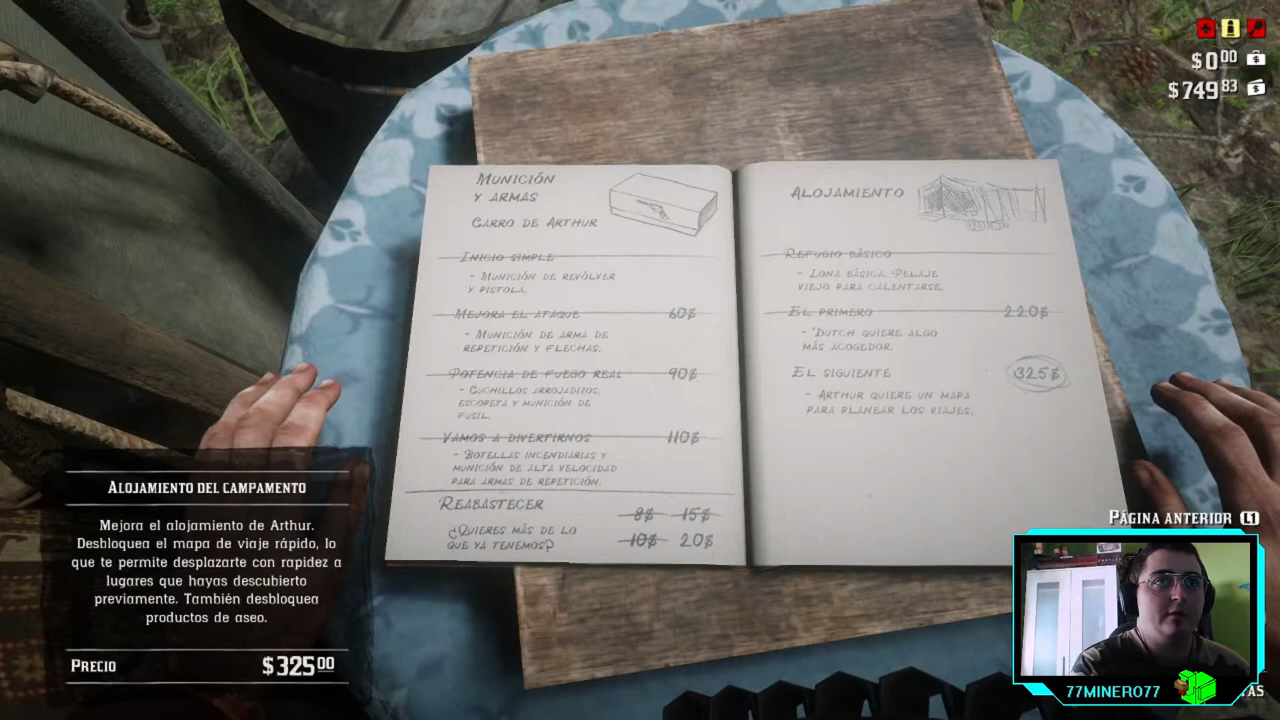 $0⁰⁰
$749⁸³
MUNICIÓN
Y ARMAS
CARRO DE ARTHUR
INICIO SIMPLE
- MUNICIÓN DE REVÓLVER
Y PISTOLA.
MEJORA EL ATAQUE 60$
- MUNICIÓN DE ARMA DE
REPETICIÓN Y FLECHAS.
POTENCIA DE FUEGO REAL 90$
- CUCHILLOS ARROJADIZOS,
ESCOPETA Y MUNICIÓN DE
FUSIL.
VAMOS A DIVERTIRNOS 110$
- BOTELLAS INCENDIARIAS Y
MUNICIÓN DE ALTA VELOCIDAD
PARA ARMAS DE REPETICIÓN.
REABASTECER
8$ 15$
¿QUIERES MÁS DE LO
QUE YA TENEMOS?
10$ 20$
ALOJAMIENTO
REFUGIO BÁSICO
- LONA BÁSICA. PELAJE
VIEJO PARA CALENTARSE.
EL PRIMERO 220$
- DUTCH QUIERE ALGO
MÁS ACOGEDOR.
EL SIGUIENTE 325$
- ARTHUR QUIERE UN MAPA
PARA PLANEAR LOS VIAJES.
ALOJAMIENTO DEL CAMPAMENTO
Mejora el alojamiento de Arthur.
Desbloquea el mapa de viaje rápido, lo
que te permite desplazarte con rapidez a
lugares que hayas descubierto
previamente. También desbloquea
productos de aseo.
PRECIO $325⁰⁰
PÁGINA ANTERIOR L1
77MINERO77